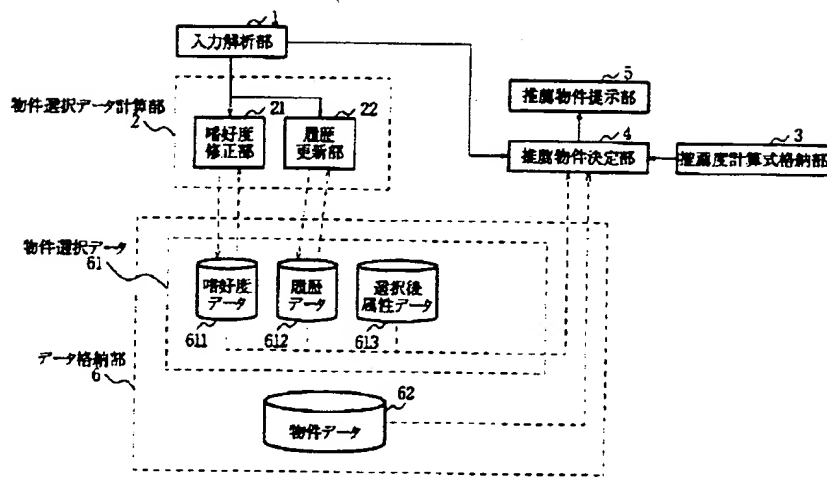 1
入力解析部
物件選択データ計算部
2
21
嗜好度
修正部
22
履歴
更新部
5
推薦物件提示部
4
推薦物件決定部
3
推薦度計算式格納部
物件選択データ
61
嗜好度
データ
611
履歴
データ
612
選択後
属性データ
613
データ格納部
6
62
物件データ